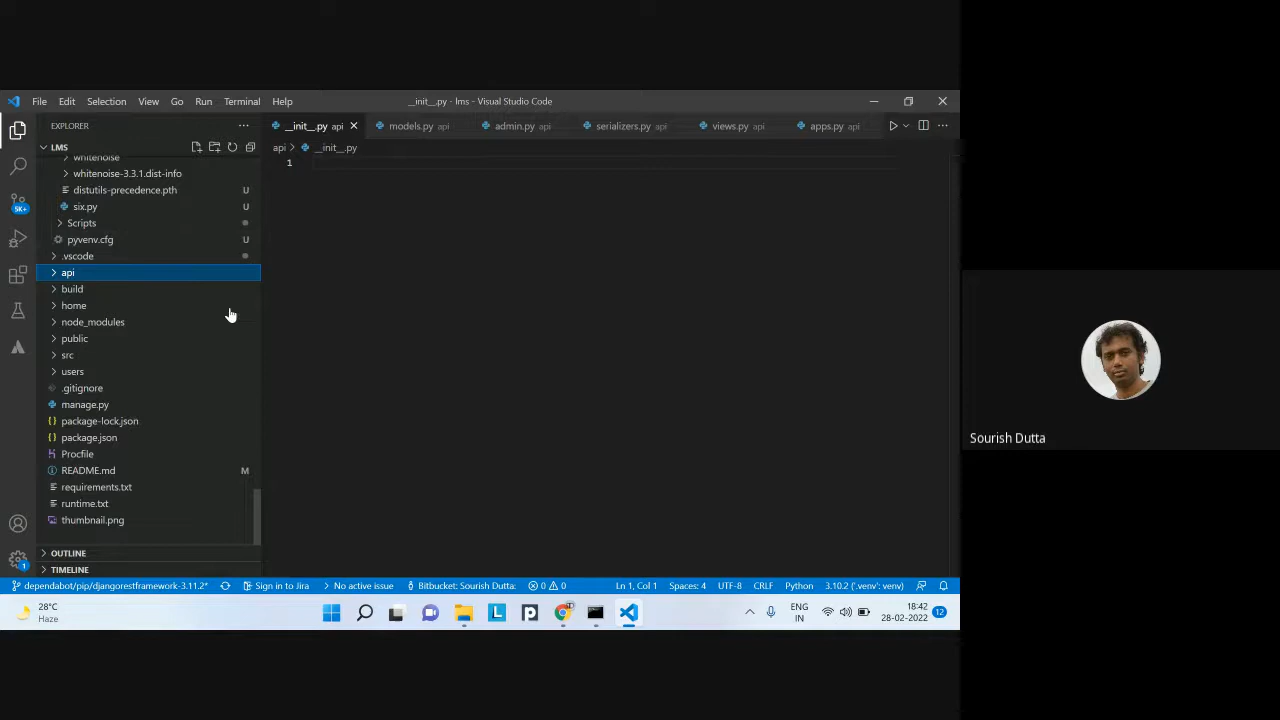 File Edit Selection View Go Run Terminal Help
__init__.py - lms - Visual Studio Code
EXPLORER
__init__.py api
models.py api
admin.py api
serializers.py api
views.py api
apps.py api
LMS
api > __init__.py
1
whitenoise
whitenoise-3.3.1.dist-info
distutils-precedence.pth U
six.py U
Scripts
pyvenv.cfg U
.vscode
api
build
home
node_modules
public
src
users
.gitignore
manage.py
package-lock.json
package.json
Procfile
README.md M
requirements.txt
runtime.txt
thumbnail.png
OUTLINE
TIMELINE
5K+
1
dependabot/pip/djangorestframework-3.11.2* Sign in to Jira No active issue Bitbucket: Sourish Dutta: 0 0 Ln 1, Col 1 Spaces: 4 UTF-8 CRLF Python 3.10.2 ('.venv': venv)
28°C
Haze
ENG
IN
18:42
28-02-2022
12
Sourish Dutta